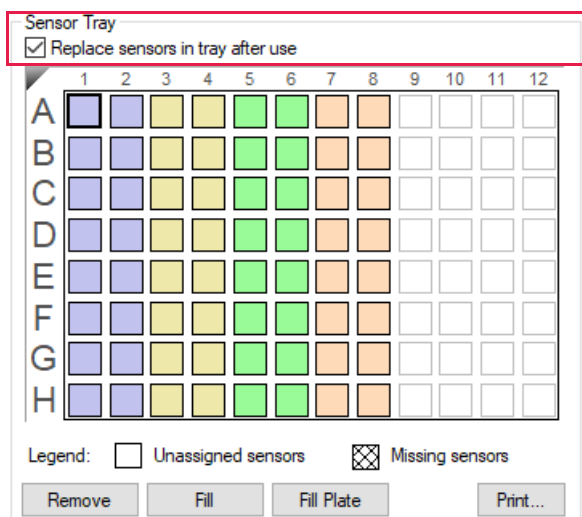 Sensor Tray
Replace sensors in tray after use
1 2 3 4 5 6 7 8 9 10 11 12
A
B
C
D
E
F
G
H
Legend: Unassigned sensors Missing sensors
Remove Fill Fill Plate Print...